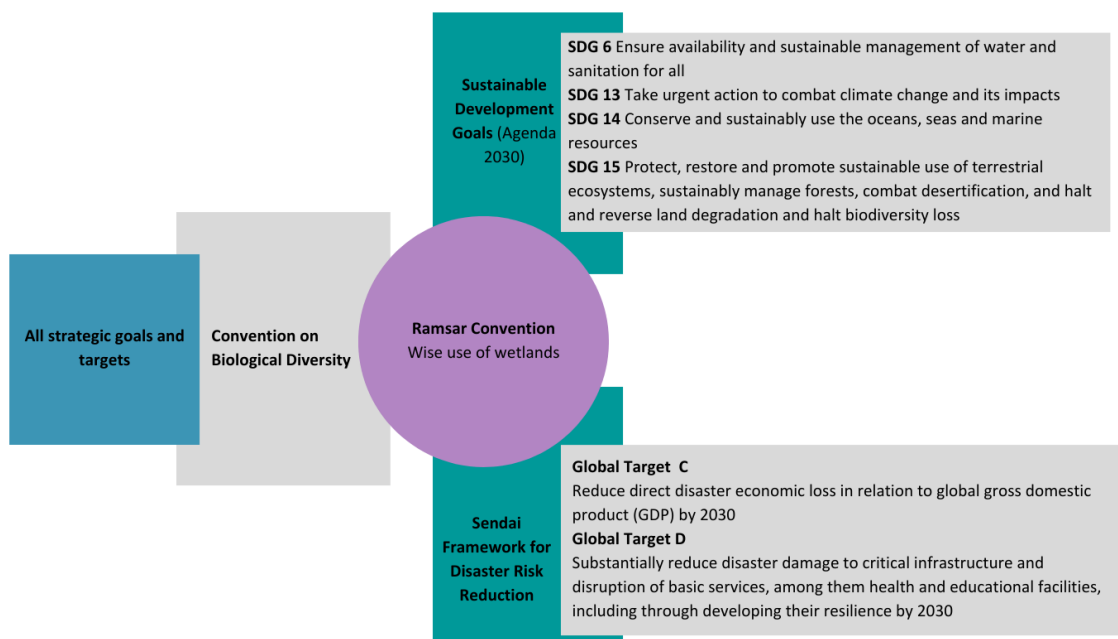 Sustainable
Development
Goals (Agenda
2030)
SDG 6 Ensure availability and sustainable management of water and
sanitation for all
SDG 13 Take urgent action to combat climate change and its impacts
SDG 14 Conserve and sustainably use the oceans, seas and marine
resources
SDG 15 Protect, restore and promote sustainable use of terrestrial
ecosystems, sustainably manage forests, combat desertification, and halt
and reverse land degradation and halt biodiversity loss
All strategic goals and
targets
Convention on
Biological Diversity
Ramsar Convention
Wise use of wetlands
Sendai
Framework for
Disaster Risk
Reduction
Global Target C
Reduce direct disaster economic loss in relation to global gross domestic
product (GDP) by 2030
Global Target D
Substantially reduce disaster damage to critical infrastructure and
disruption of basic services, among them health and educational facilities,
including through developing their resilience by 2030